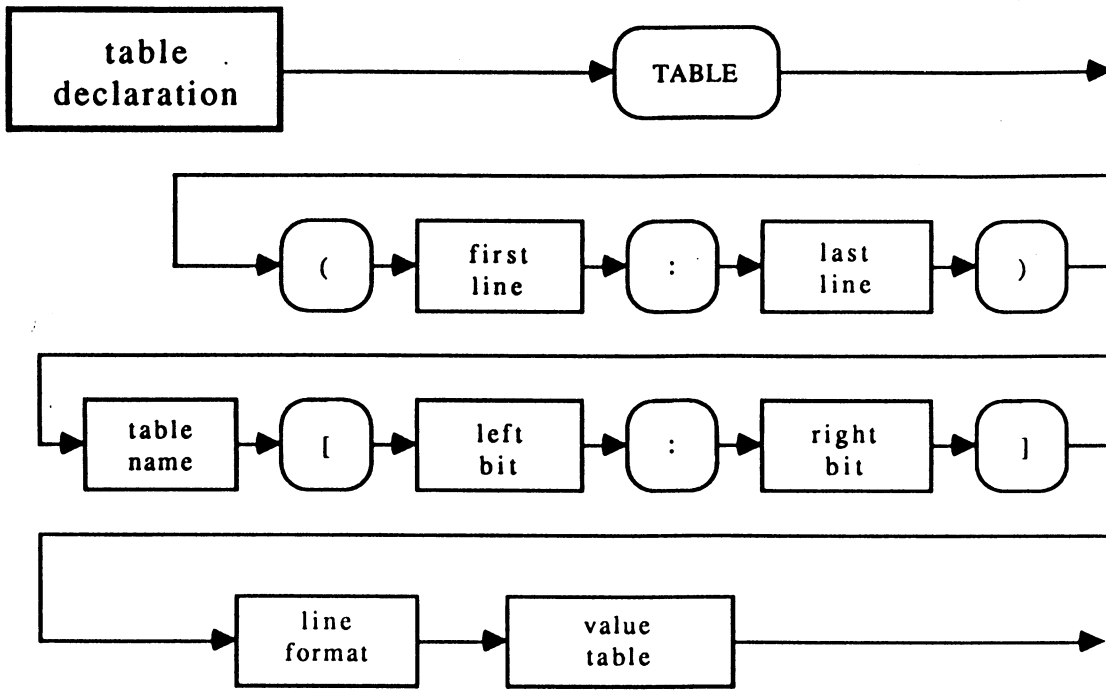 table
declaration
TABLE
(
first
line
:
last
line
)
table
name
[
left
bit
:
right
bit
]
line
format
value
table